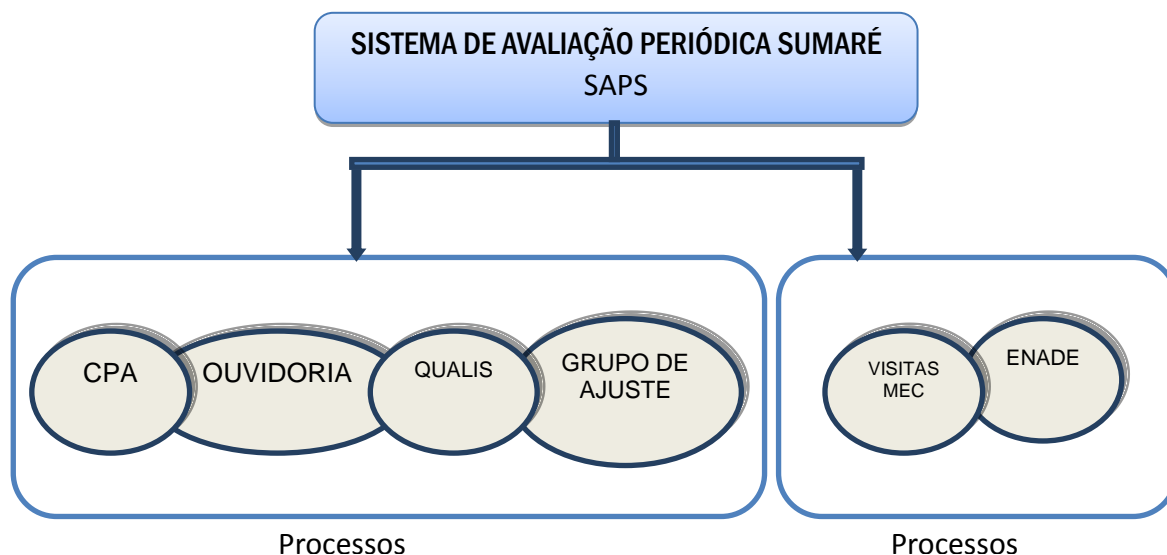 SISTEMA DE AVALIAÇÃO PERIÓDICA SUMARÉ
SAPS
CPA
OUVIDORIA
QUALIS
GRUPO DE
AJUSTE
VISITAS
MEC
ENADE
Processos
Processos